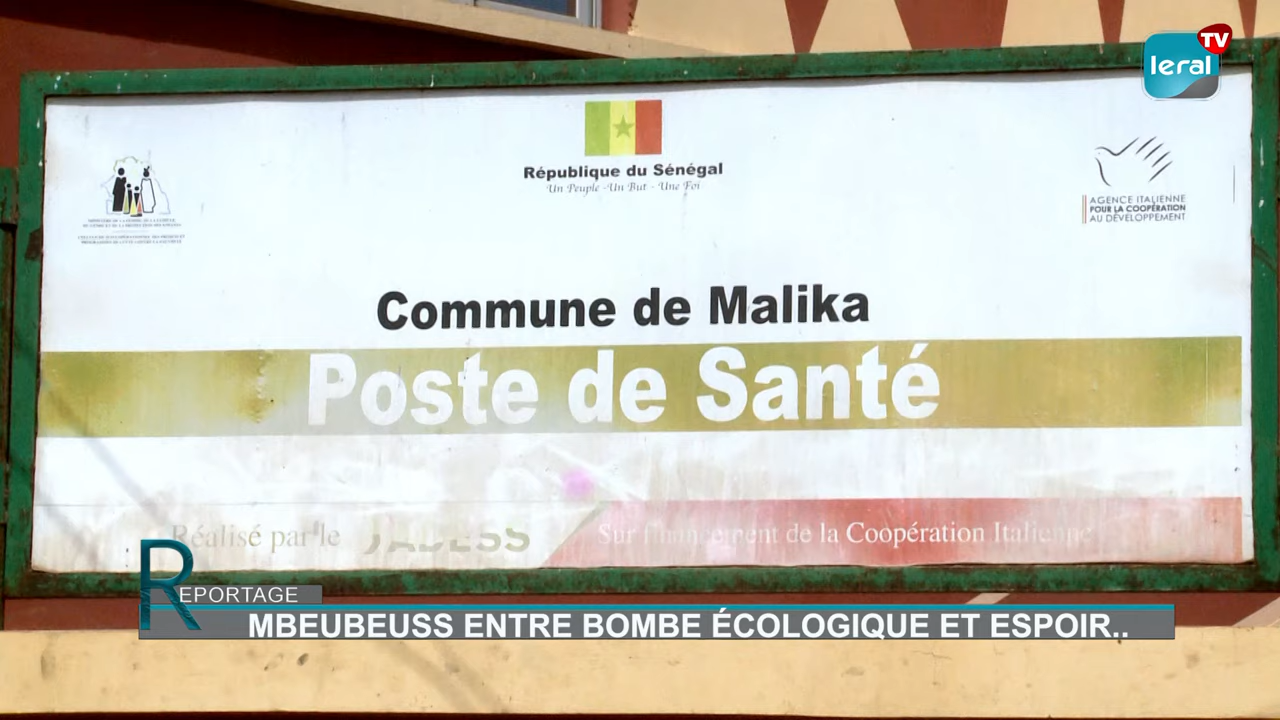 TV
leral
République du Sénégal
Un Peuple - Un But - Une Foi
AGENCE ITALIENNE
POUR LA COOPÉRATION
AU DÉVELOPPEMENT
Commune de Malika
Poste de Santé
Réalisé par le
Sur financement de la Coopération Italienne
REPORTAGE
MBEUBEUSS ENTRE BOMBE ÉCOLOGIQUE ET ESPOIR..